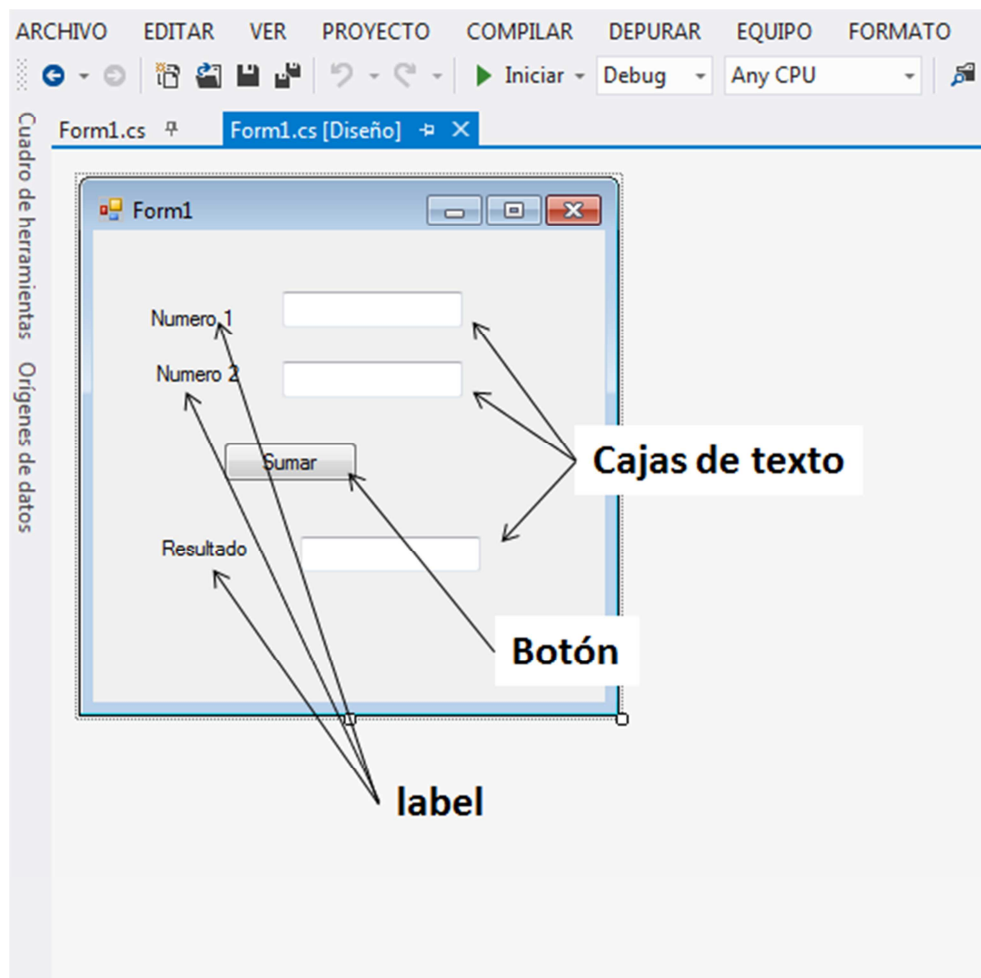 ARCHIVO EDITAR VER PROYECTO COMPILAR DEPURAR EQUIPO FORMATO
Iniciar Debug Any CPU
Cuadro de herramientas Orígenes de datos
Form1.cs Form1.cs [Diseño]
Form1
Numero 1
Numero 2
Cajas de texto
Sumar
Resultado
Botón
label